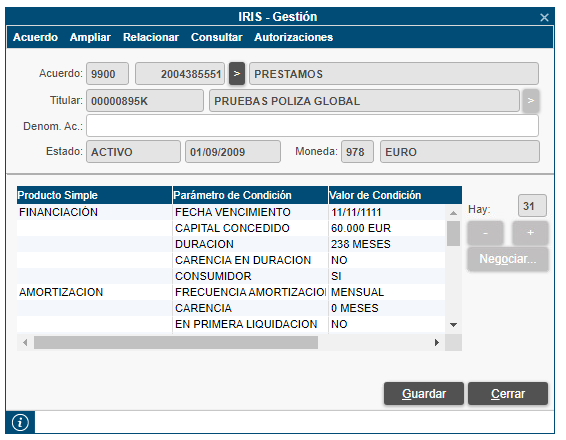 IRIS - Gestión ×
Acuerdo Ampliar Relacionar Consultar Autorizaciones
Acuerdo: 9900 2004385551 > PRESTAMOS
Titular: 00000895K PRUEBAS POLIZA GLOBAL >
Denom. Ac.:
Estado: ACTIVO 01/09/2009 Moneda: 978 EURO
Producto Simple Parámetro de Condición Valor de Condición
FINANCIACIÓN FECHA VENCIMIENTO 11/11/1111
CAPITAL CONCEDIDO 60.000 EUR
DURACION 238 MESES
CARENCIA EN DURACION NO
CONSUMIDOR SI
AMORTIZACION FRECUENCIA AMORTIZACIO MENSUAL
CARENCIA 0 MESES
EN PRIMERA LIQUIDACION NO
Hay: 31
- +
Negociar...
Guardar Cerrar
i